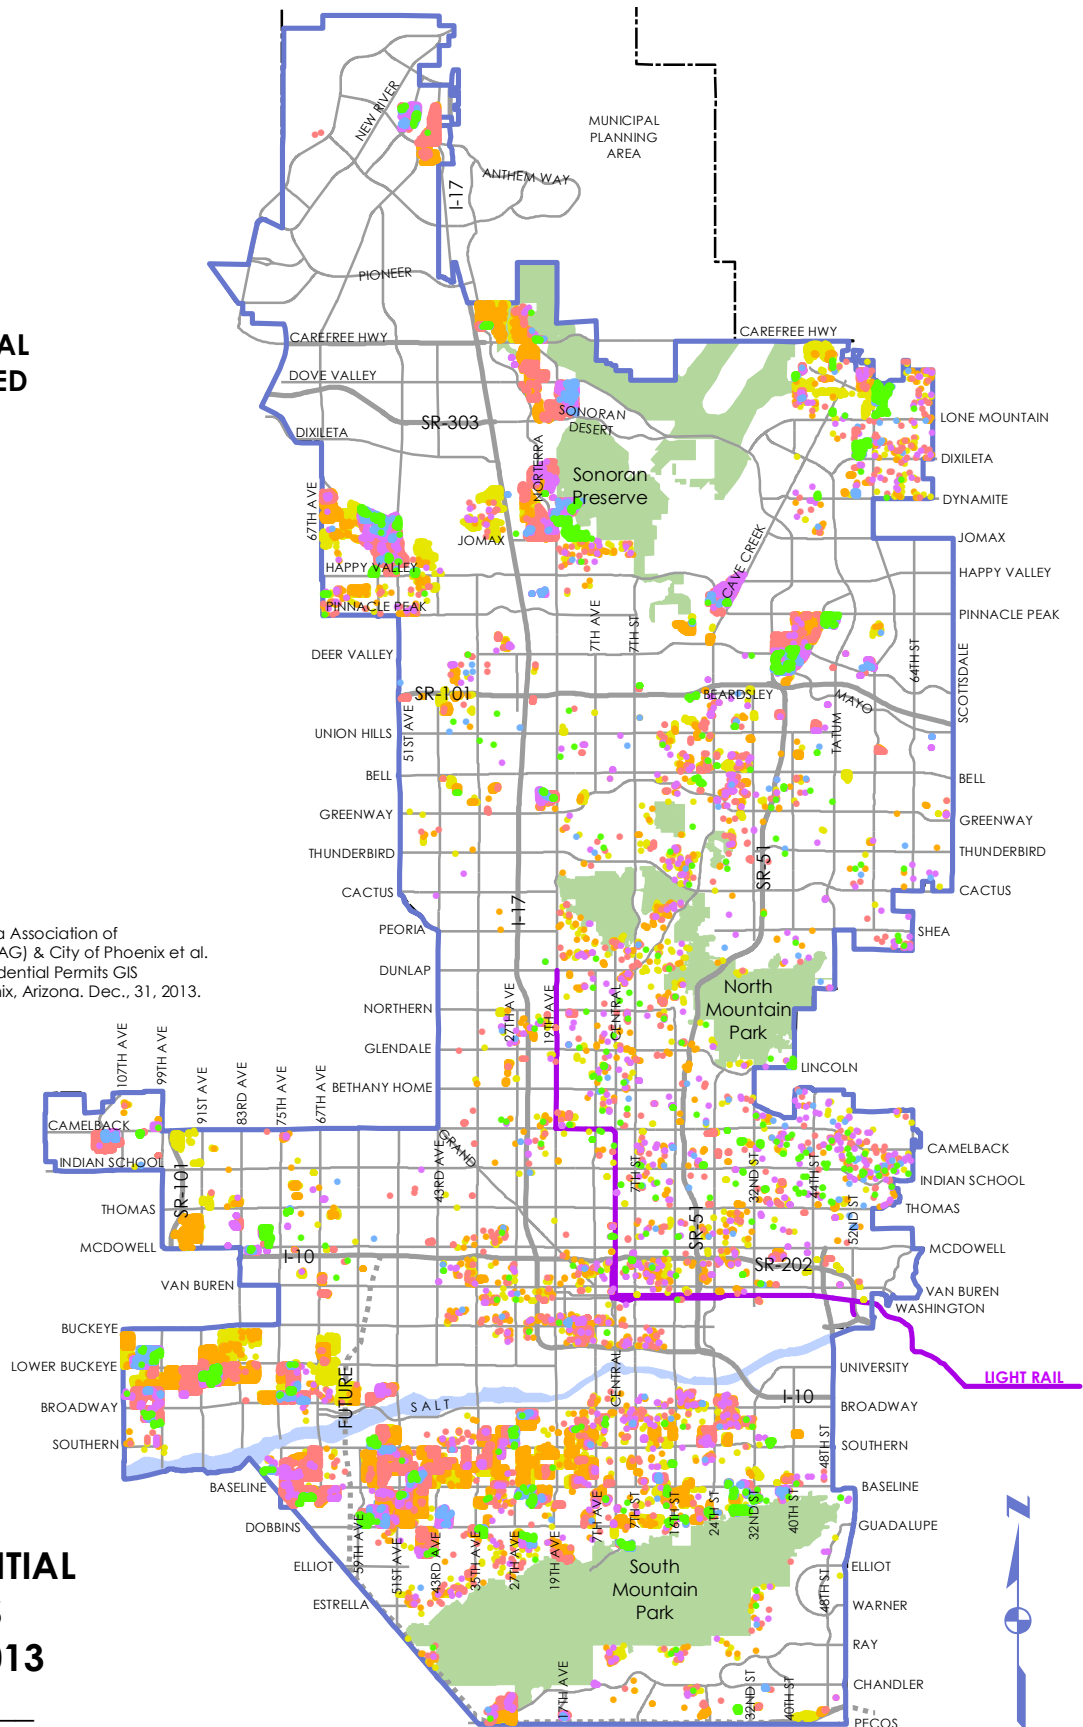 NEW RIVER
MUNICIPAL
PLANNING
AREA
ANTHEM WAY
I-17
PIONEER
CAREFREE HWY
CAREFREE HWY
AL
ED
DOVE VALLEY
SONORAN
DESERT
LONE MOUNTAIN
SR-303
DIXILETA
NORTERRA
DIXILETA
Sonoran
Preserve
67TH AVE
DYNAMITE
JOMAX
JOMAX
HAPPY VALLEY
CAVE CREEK
HAPPY VALLEY
PINNACLE PEAK
PINNACLE PEAK
7TH AVE
7TH ST
DEER VALLEY
64TH ST
SCOTTSDALE
SR-101
BEARDSLEY
MAYO
51ST AVE
TATUM
UNION HILLS
BELL
BELL
GREENWAY
GREENWAY
THUNDERBIRD
SR-51
THUNDERBIRD
CACTUS
CACTUS
I-17
a Association of
PEORIA
SHEA
AG) & City of Phoenix et al.
dential Permits GIS
DUNLAP
nix, Arizona. Dec., 31, 2013.
North
Mountain
Park
NORTHERN
27TH AVE
19TH AVE
CENTRAL
GLENDALE
107TH AVE
99TH AVE
91ST AVE
83RD AVE
75TH AVE
67TH AVE
LINCOLN
BETHANY HOME
CAMELBACK
GRAND
CAMELBACK
INDIAN SCHOOL
43RD AVE
7TH ST
32ND ST
44TH ST
INDIAN SCHOOL
SR-101
THOMAS
THOMAS
52ND ST
SR-51
MCDOWELL
MCDOWELL
I-10
SR-202
VAN BUREN
VAN BUREN
WASHINGTON
BUCKEYE
LOWER BUCKEYE
UNIVERSITY
CENTRAL
LIGHT RAIL
FUTURE
BROADWAY
SALT
I-10
BROADWAY
SOUTHERN
SOUTHERN
48TH ST
BASELINE
BASELINE
7TH AVE
7TH ST
16TH ST
24TH ST
32ND ST
40TH ST
DOBBINS
GUADALUPE
59TH AVE
51ST AVE
43RD AVE
35TH AVE
27TH AVE
19TH AVE
ELLIOT
ELLIOT
South
Mountain
Park
NTIAL
S
013
ESTRELLA
48TH ST
WARNER
RAY
17TH AVE
32ND ST
40TH ST
CHANDLER
PECOS
N